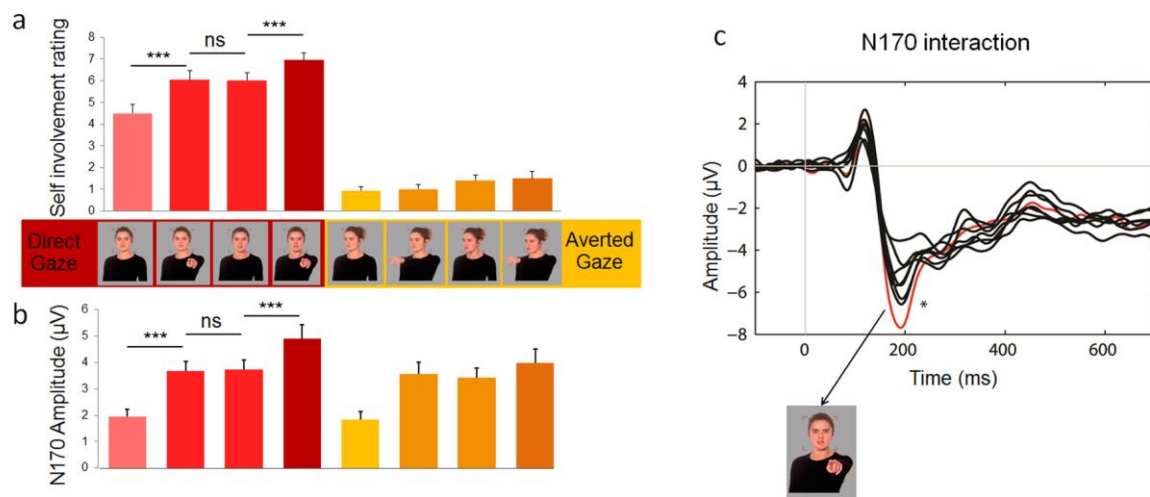 a
Self involvement rating
8
7
6
5
4
3
2
1
0
***
ns
***
Direct
Gaze
Averted
Gaze
b
N170 Amplitude (µV)
6
5
4
3
2
1
0
***
ns
***
c
N170 interaction
Amplitude (µV)
4
2
0
−2
−4
−6
−8
*
0
200
400
600
Time (ms)